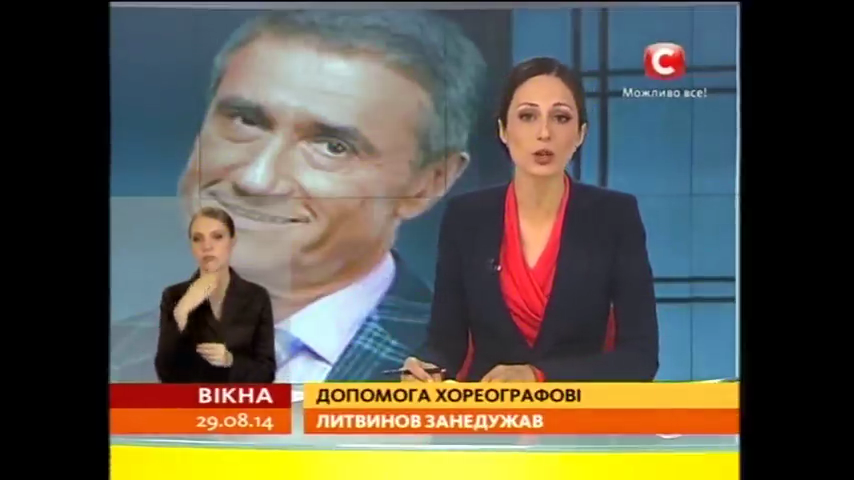 С
Можливо все!
ВІКНА
29.08.14
ДОПОМОГА ХОРЕОГРАФОВІ
ЛИТВИНОВ ЗАНЕДУЖАВ